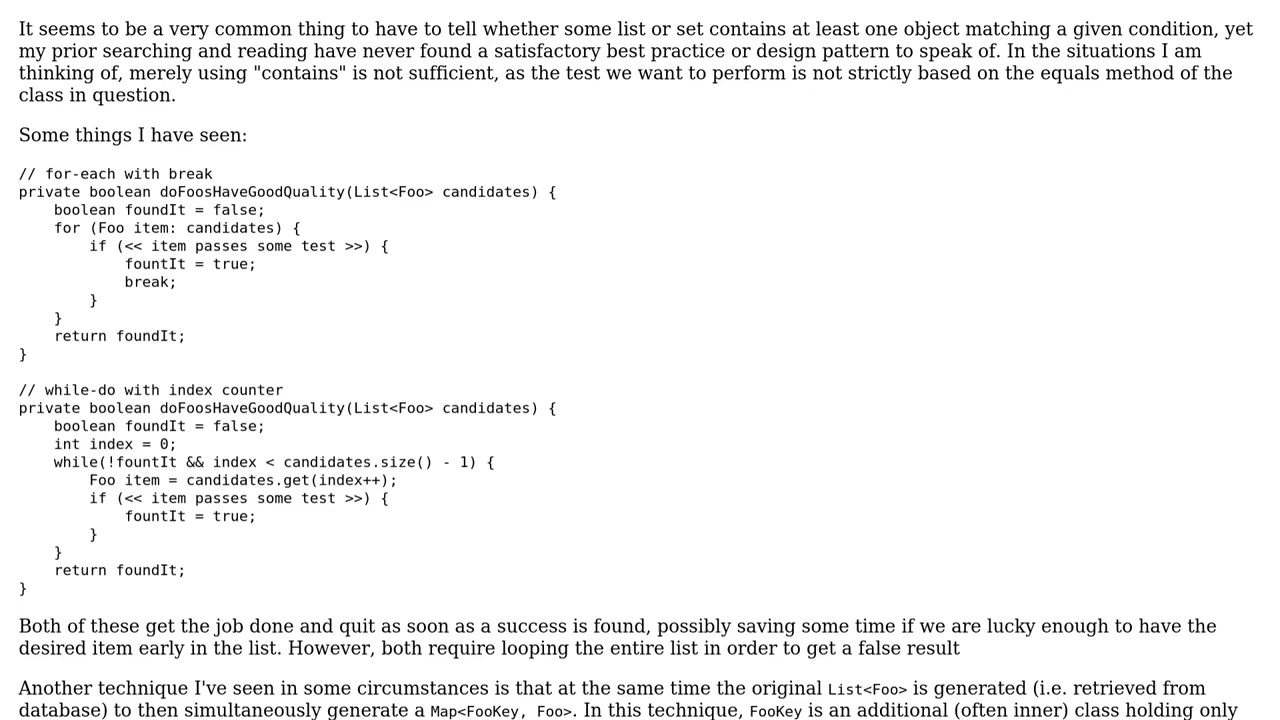 It seems to be a very common thing to have to tell whether some list or set contains at least one object matching a given condition, yet
my prior searching and reading have never found a satisfactory best practice or design pattern to speak of. In the situations I am
thinking of, merely using "contains" is not sufficient, as the test we want to perform is not strictly based on the equals method of the
class in question.
Some things I have seen:
// for-each with break
private boolean doFoosHaveGoodQuality(List<Foo> candidates) {
    boolean foundIt = false;
    for (Foo item: candidates) {
        if (<< item passes some test >>) {
            fountIt = true;
            break;
        }
    }
    return foundIt;
}
// while-do with index counter
private boolean doFoosHaveGoodQuality(List<Foo> candidates) {
    boolean foundIt = false;
    int index = 0;
    while(!fountIt && index < candidates.size() - 1) {
        Foo item = candidates.get(index++);
        if (<< item passes some test >>) {
            fountIt = true;
        }
    }
    return foundIt;
}
Both of these get the job done and quit as soon as a success is found, possibly saving some time if we are lucky enough to have the
desired item early in the list. However, both require looping the entire list in order to get a false result
Another technique I've seen in some circumstances is that at the same time the original List<Foo> is generated (i.e. retrieved from
database) to then simultaneously generate a Map<FooKey, Foo>. In this technique, FooKey is an additional (often inner) class holding only